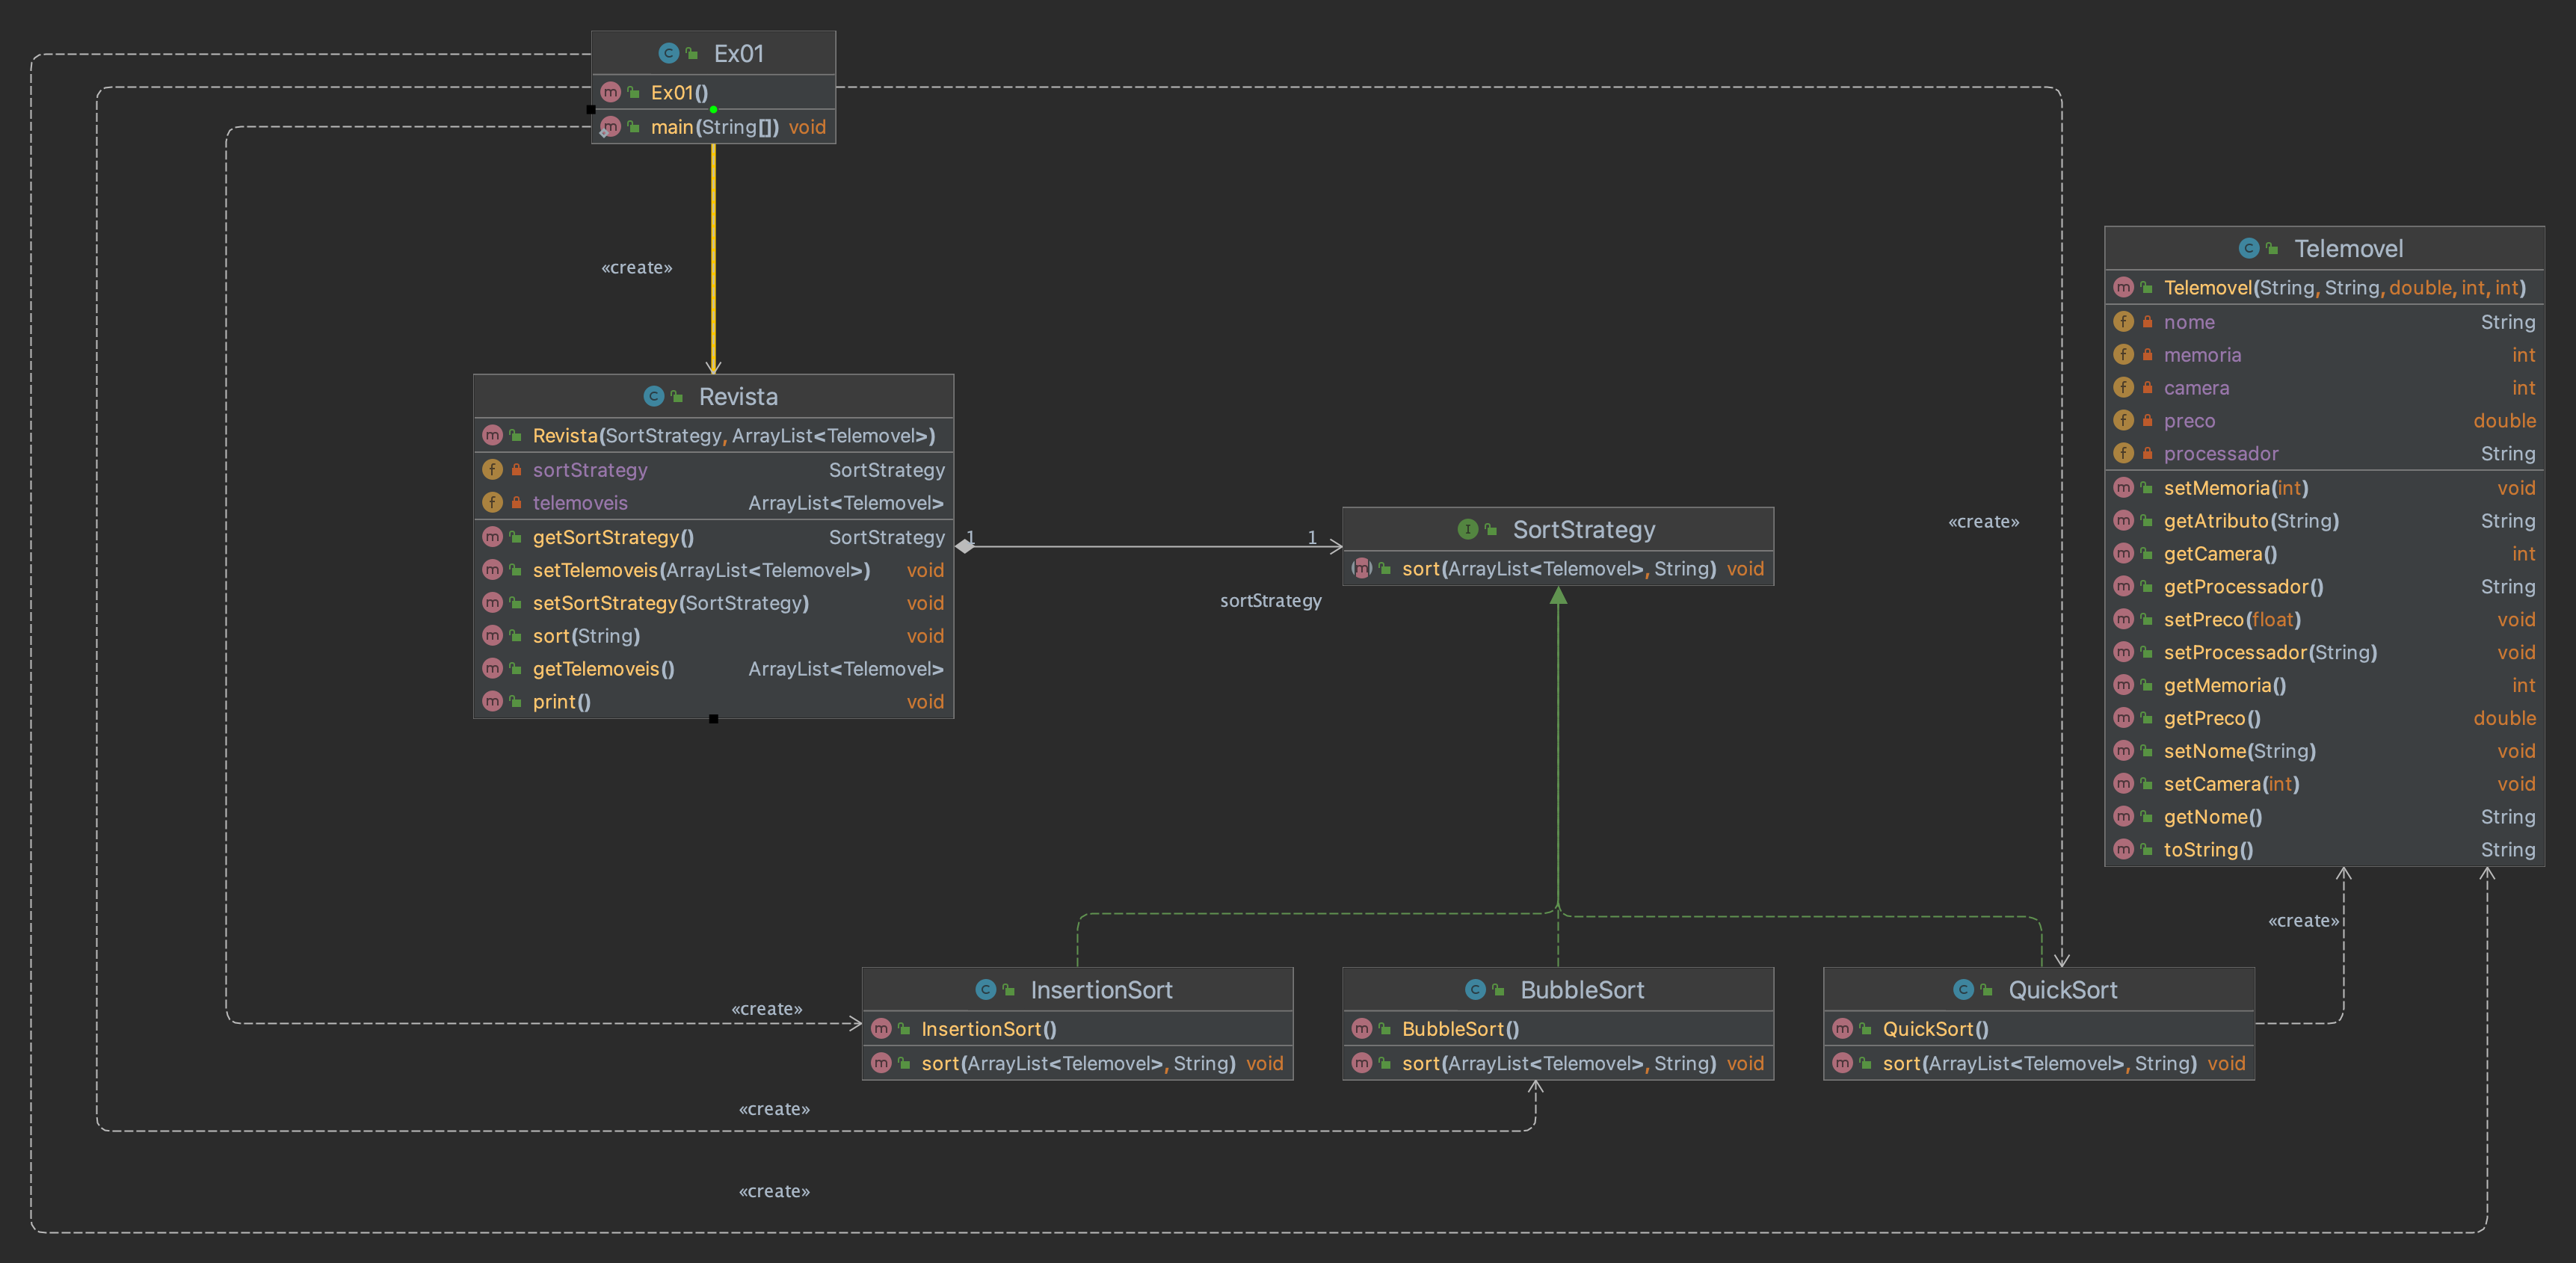 Ex01
Ex01()
main(String[]) void
«create»
Revista
Revista(SortStrategy, ArrayList<Telemovel>)
sortStrategy SortStrategy
telemoveis ArrayList<Telemovel>
getSortStrategy() SortStrategy
setTelemoveis(ArrayList<Telemovel>) void
setSortStrategy(SortStrategy) void
sort(String) void
getTelemoveis() ArrayList<Telemovel>
print() void
1
1
sortStrategy
SortStrategy
sort(ArrayList<Telemovel>, String) void
«create»
Telemovel
Telemovel(String, String, double, int, int)
nome String
memoria int
camera int
preco double
processador String
setMemoria(int) void
getAtributo(String) String
getCamera() int
getProcessador() String
setPreco(float) void
setProcessador(String) void
getMemoria() int
getPreco() double
setNome(String) void
setCamera(int) void
getNome() String
toString() String
«create»
«create»
InsertionSort
InsertionSort()
sort(ArrayList<Telemovel>, String) void
BubbleSort
BubbleSort()
sort(ArrayList<Telemovel>, String) void
QuickSort
QuickSort()
sort(ArrayList<Telemovel>, String) void
«create»
«create»